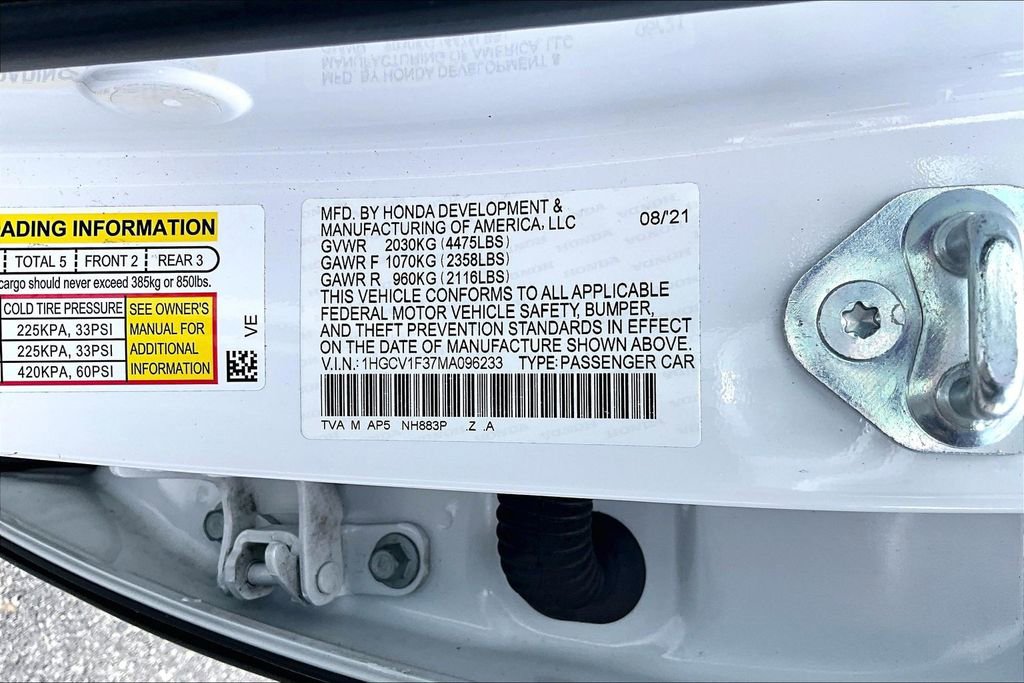 ADING INFORMATION
TOTAL 5 FRONT 2 REAR 3
cargo should never exceed 385kg or 850lbs.
COLD TIRE PRESSURE
225KPA, 33PSI
225KPA, 33PSI
420KPA, 60PSI
SEE OWNER'S
MANUAL FOR
ADDITIONAL
INFORMATION
VE
MFD. BY HONDA DEVELOPMENT &
MANUFACTURING OF AMERICA, LLC
08/'21
GVWR 2030KG (4475LBS)
GAWR F 1070KG (2358LBS)
GAWR R 960KG (2116LBS)
THIS VEHICLE CONFORMS TO ALL APPLICABLE
FEDERAL MOTOR VEHICLE SAFETY, BUMPER,
AND THEFT PREVENTION STANDARDS IN EFFECT
ON THE DATE OF MANUFACTURE SHOWN ABOVE.
V.I.N.: 1HGCV1F37MA096233 TYPE: PASSENGER CAR
TVA M AP5 NH883P .Z .A